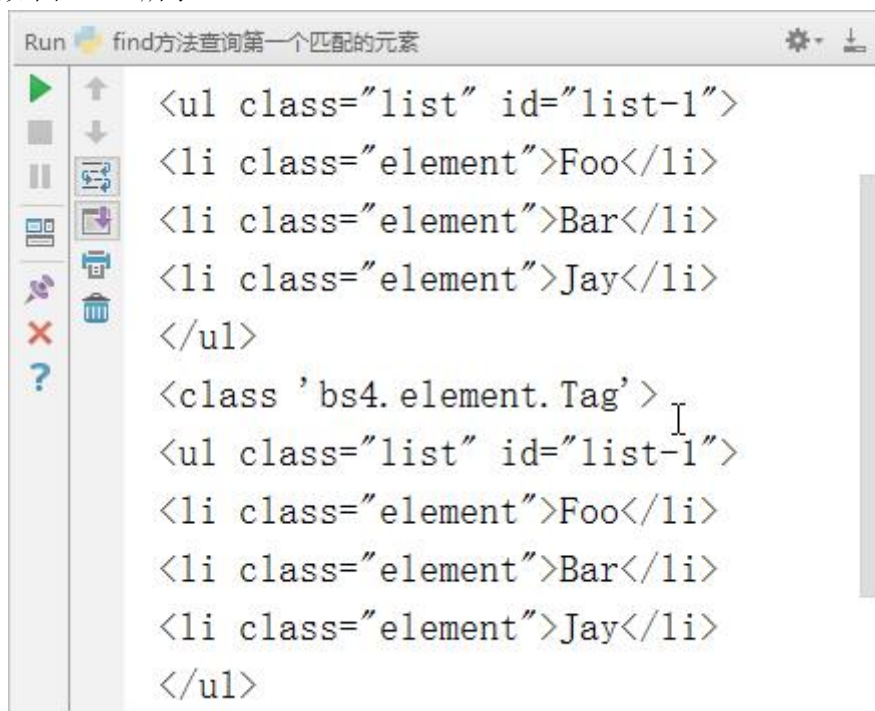 Run find方法查询第一个匹配的元素
<ul class="list" id="list-1">
<li class="element">Foo</li>
<li class="element">Bar</li>
<li class="element">Jay</li>
</ul>
<class 'bs4.element.Tag'>
<ul class="list" id="list-1">
<li class="element">Foo</li>
<li class="element">Bar</li>
<li class="element">Jay</li>
</ul>